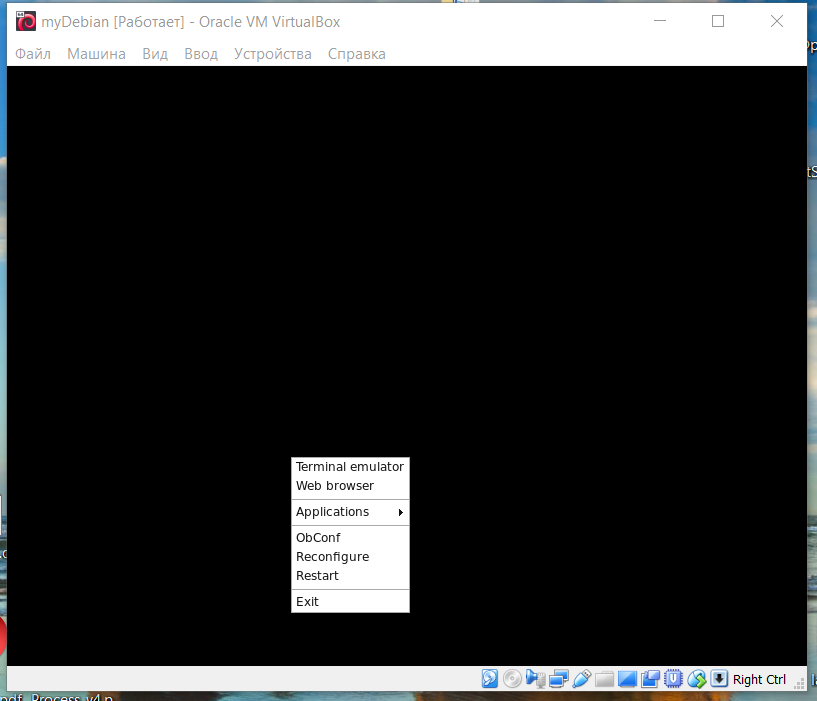 myDebian [Работает] - Oracle VM VirtualBox
Файл Машина Вид Ввод Устройства Справка
Terminal emulator
Web browser
Applications
ObConf
Reconfigure
Restart
Exit
Right Ctrl